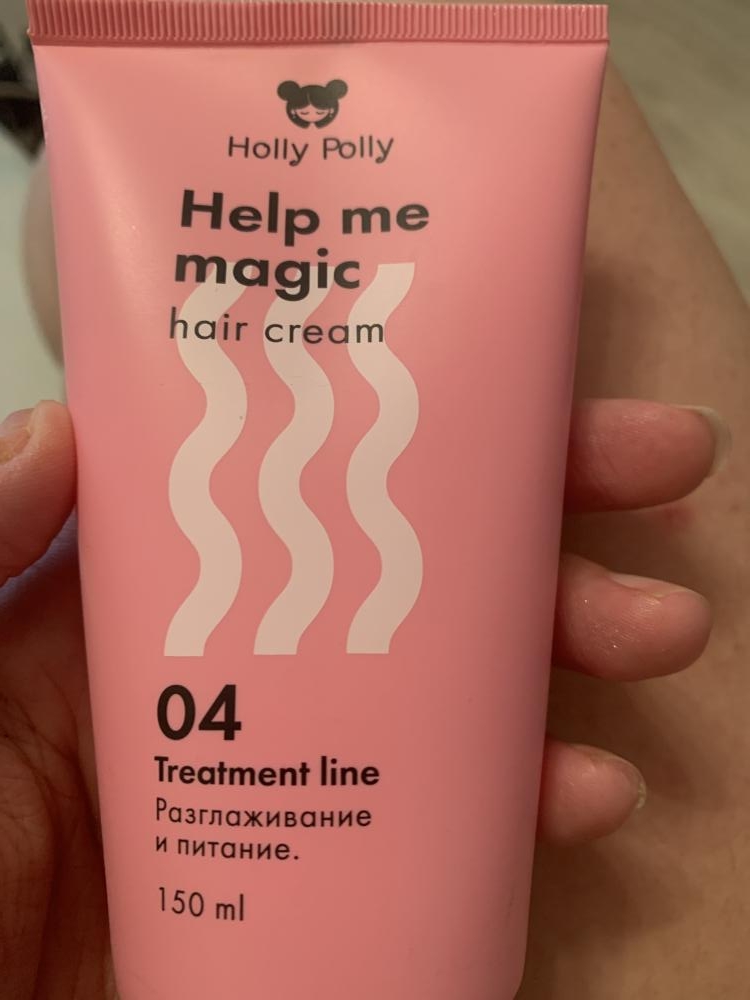 Holly Polly
Help me
magic
hair cream
04
Treatment line
Разглаживание
и питание.
150 ml